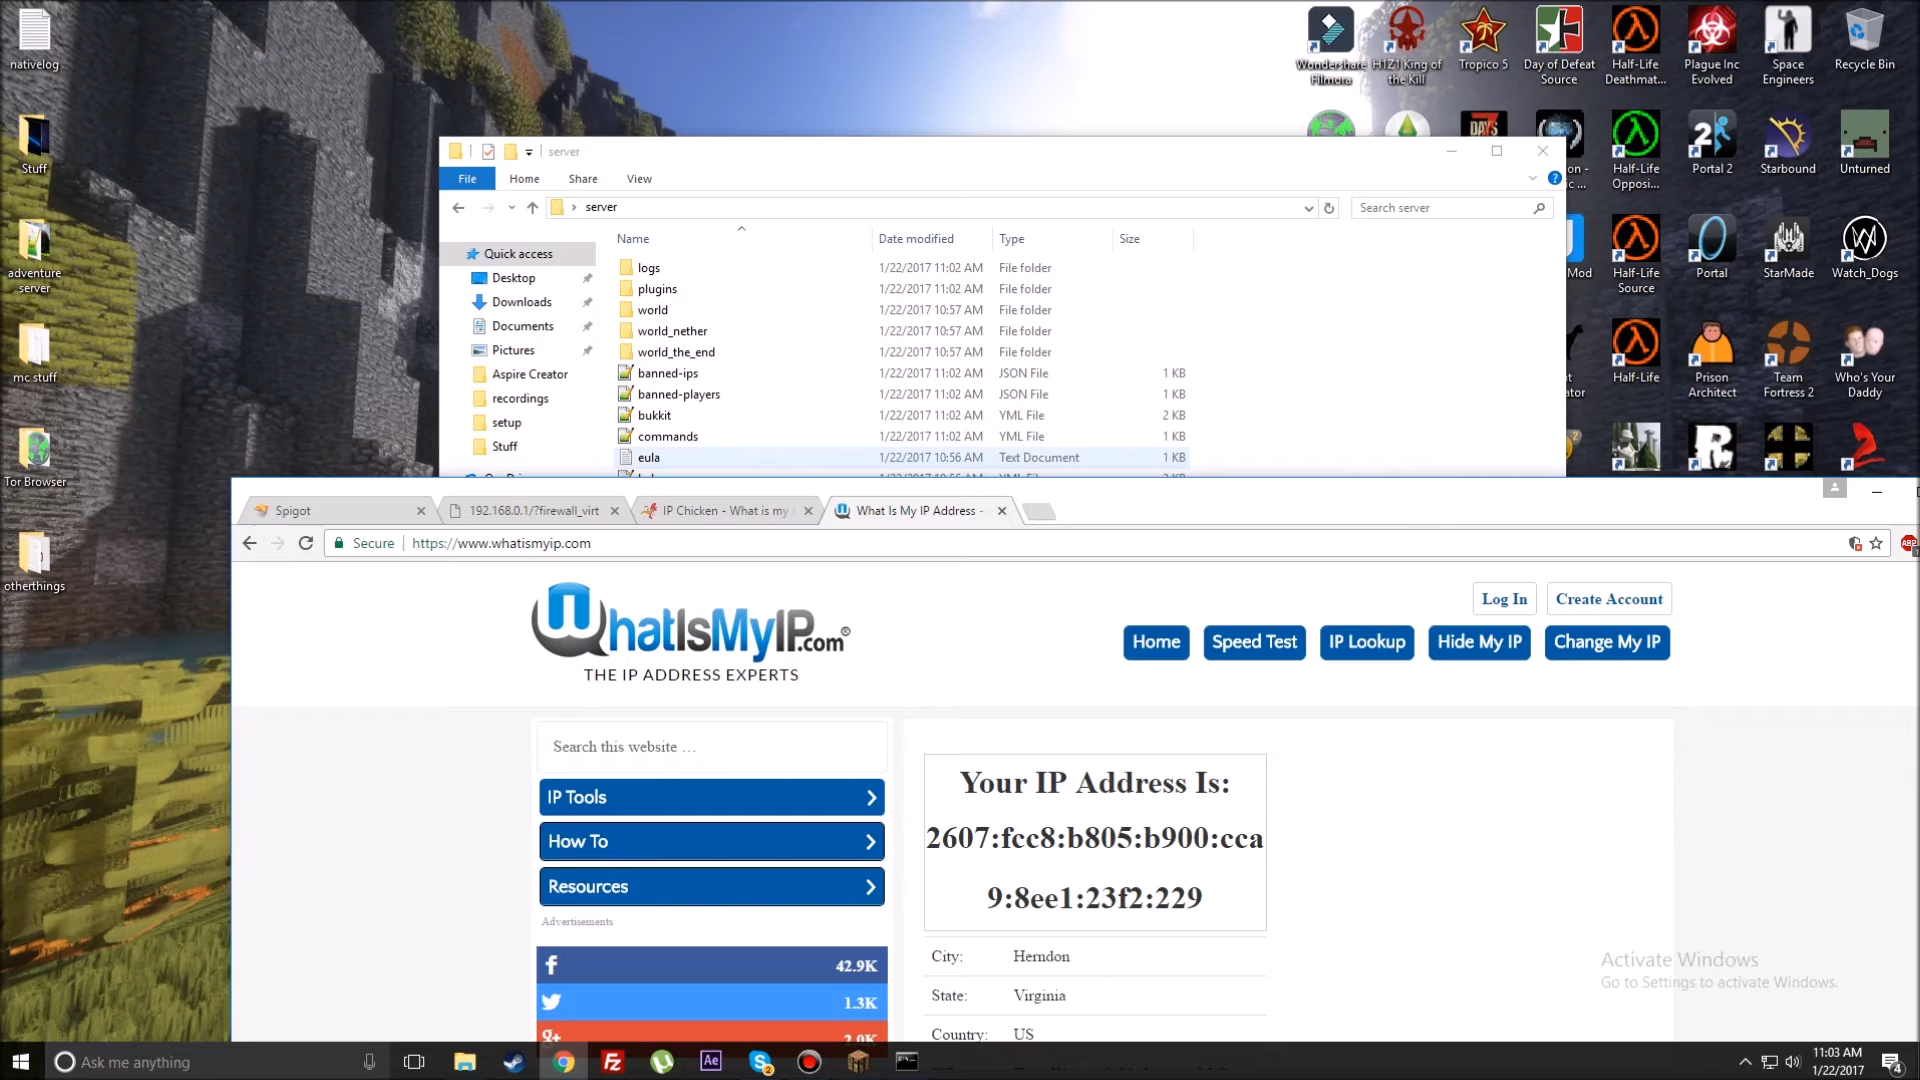 nativelog
Stuff
adventure
server
mc stuff
Tor Browser
otherthings
Wondershare
Filmora
H1Z1 King of
the Kill
Tropico 5
Day of Defeat
Source
Half-Life
Deathmat...
Plague Inc
Evolved
Space
Engineers
Recycle Bin
Half-Life
Opposi...
Portal 2
Starbound
Unturned
Mod
Half-Life
Source
Portal
StarMade
Watch_Dogs
Half-Life
Prison
Architect
Team
Fortress 2
Who's Your
Daddy
server
File
Home
Share
View
server
Search server
Name
Date modified
Type
Size
Quick access
Desktop
Downloads
Documents
Pictures
Aspire Creator
recordings
setup
Stuff
logs 1/22/2017 11:02 AM File folder
plugins 1/22/2017 11:02 AM File folder
world 1/22/2017 10:57 AM File folder
world_nether 1/22/2017 10:57 AM File folder
world_the_end 1/22/2017 10:57 AM File folder
banned-ips 1/22/2017 11:02 AM JSON File 1 KB
banned-players 1/22/2017 11:02 AM JSON File 1 KB
bukkit 1/22/2017 11:02 AM YML File 2 KB
commands 1/22/2017 11:02 AM YML File 1 KB
eula 1/22/2017 10:56 AM Text Document 1 KB
Spigot
192.168.0.1/?firewall_virt
IP Chicken - What is my
What Is My IP Address -
Secure
https://www.whatismyip.com
ABP
WhatIsMyIP.com®
THE IP ADDRESS EXPERTS
Log In
Create Account
Home
Speed Test
IP Lookup
Hide My IP
Change My IP
Search this website …
IP Tools
How To
Resources
Advertisements
42.9K
1.3K
g+ 2.0K
Your IP Address Is:
2607:fcc8:b805:b900:cca
9:8ee1:23f2:229
City: Herndon
State: Virginia
Country: US
Activate Windows
Go to Settings to activate Windows.
Ask me anything
11:03 AM
1/22/2017